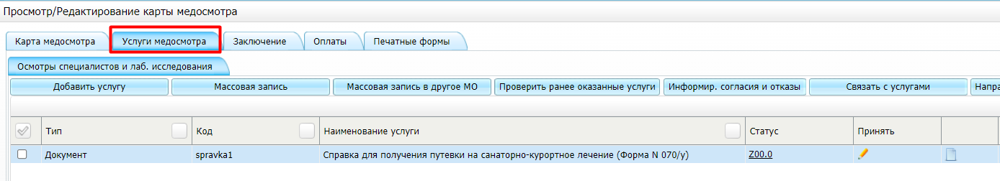 Просмотр/Редактирование карты медосмотра
Карта медосмотра Услуги медосмотра Заключение Оплаты Печатные формы
Осмотры специалистов и лаб. исследования
Добавить услугу Массовая запись Массовая запись в другое МО Проверить ранее оказанные услуги Информир. согласия и отказы Связать с услугами Напра
Тип Код Наименование услуги Статус Принять
Документ spravka1 Справка для получения путевки на санаторно-курортное лечение (Форма N 070/у) Z00.0